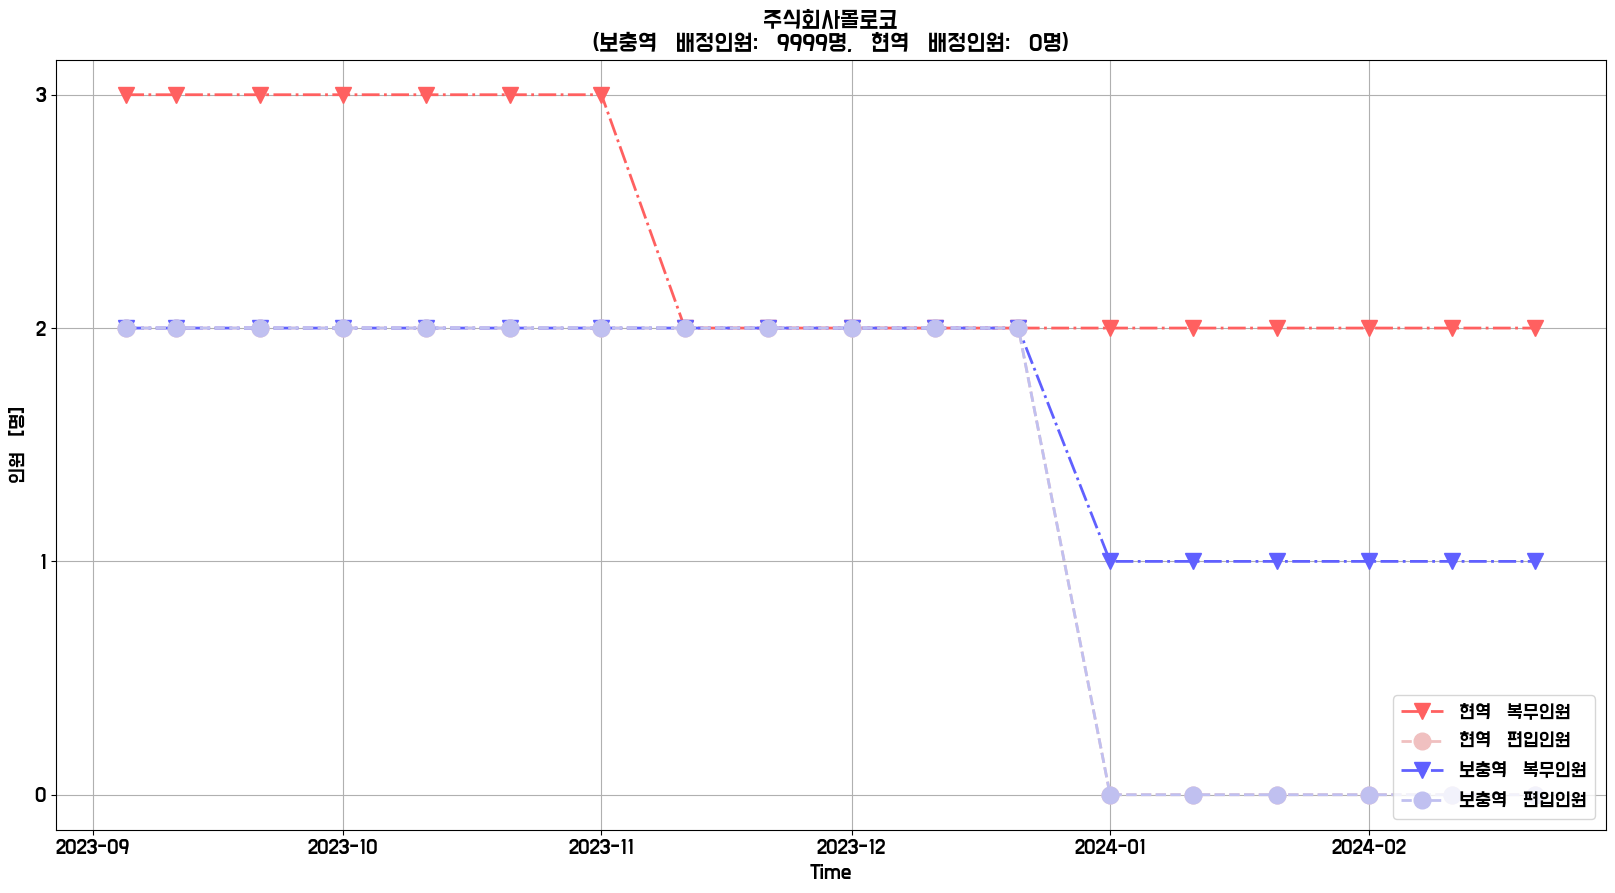 주식회사몰로코
(보충역 배정인원: 9999명, 현역 배정인원: 0명)
3
2
1
0
인원 [명]
2023-09
2023-10
2023-11
2023-12
2024-01
2024-02
Time
현역 복무인원
현역 편입인원
보충역 복무인원
보충역 편입인원